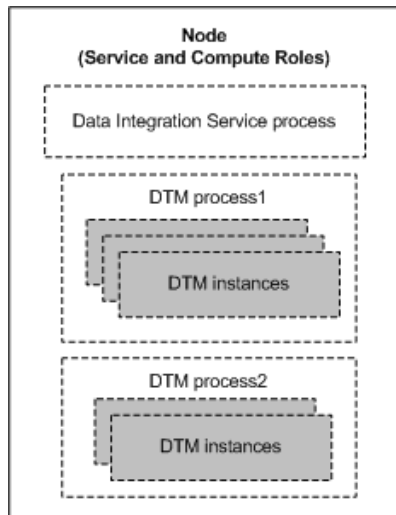 Node
(Service and Compute Roles)
Data Integration Service process
DTM process1
DTM instances
DTM process2
DTM instances